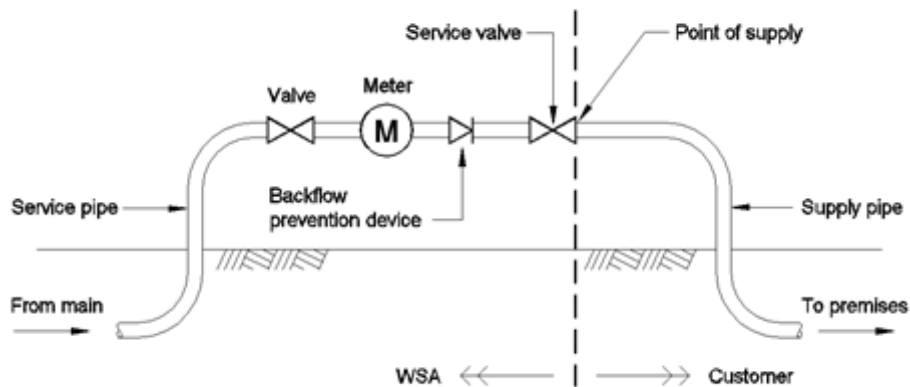 Service valve
Point of supply
Meter
Valve
M
Backflow
prevention device
Service pipe
Supply pipe
From main
To premises
WSA
Customer